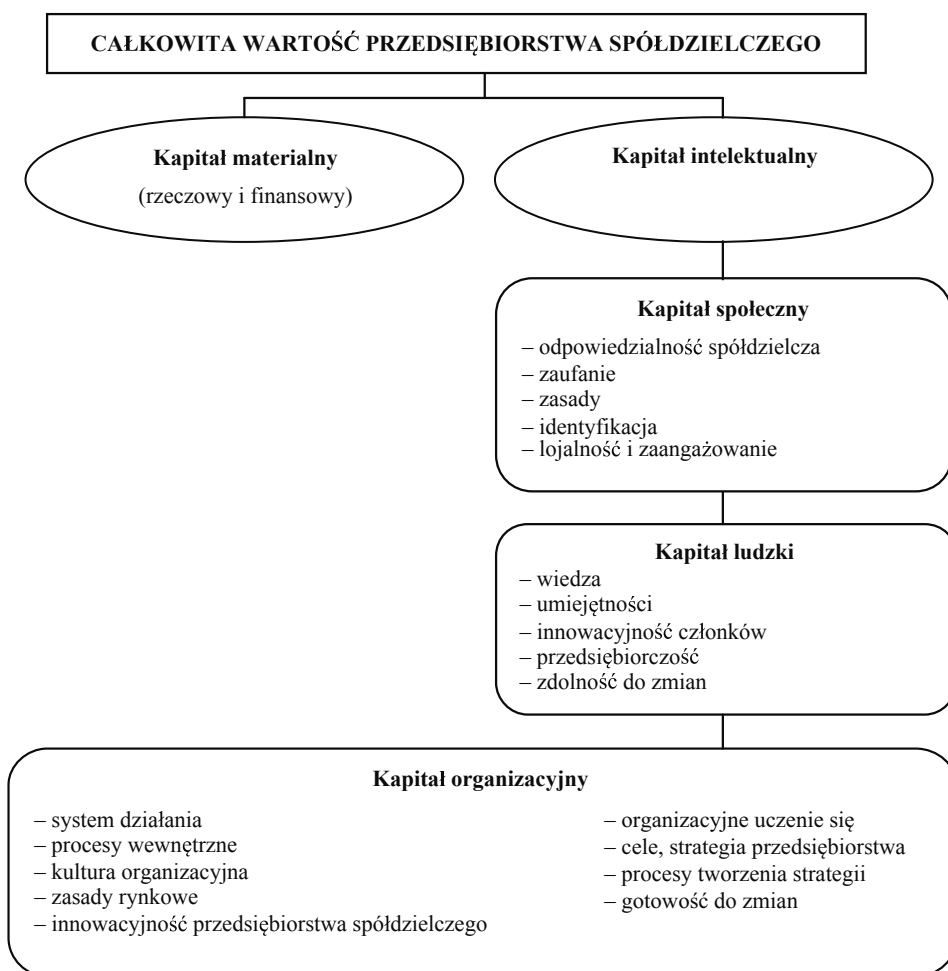 CAŁKOWITA WARTOŚĆ PRZEDSIĘBIORSTWA SPÓŁDZIELCZEGO
Kapitał materialny
(rzeczowy i finansowy)
Kapitał intelektualny
Kapitał społeczny
– odpowiedzialność spółdzielcza
– zaufanie
– zasady
– identyfikacja
– lojalność i zaangażowanie
Kapitał ludzki
– wiedza
– umiejętności
– innowacyjność członków
– przedsiębiorczość
– zdolność do zmian
Kapitał organizacyjny
– system działania
– procesy wewnętrzne
– kultura organizacyjna
– zasady rynkowe
– innowacyjność przedsiębiorstwa spółdzielczego
– organizacyjne uczenie się
– cele, strategia przedsiębiorstwa
– procesy tworzenia strategii
– gotowość do zmian